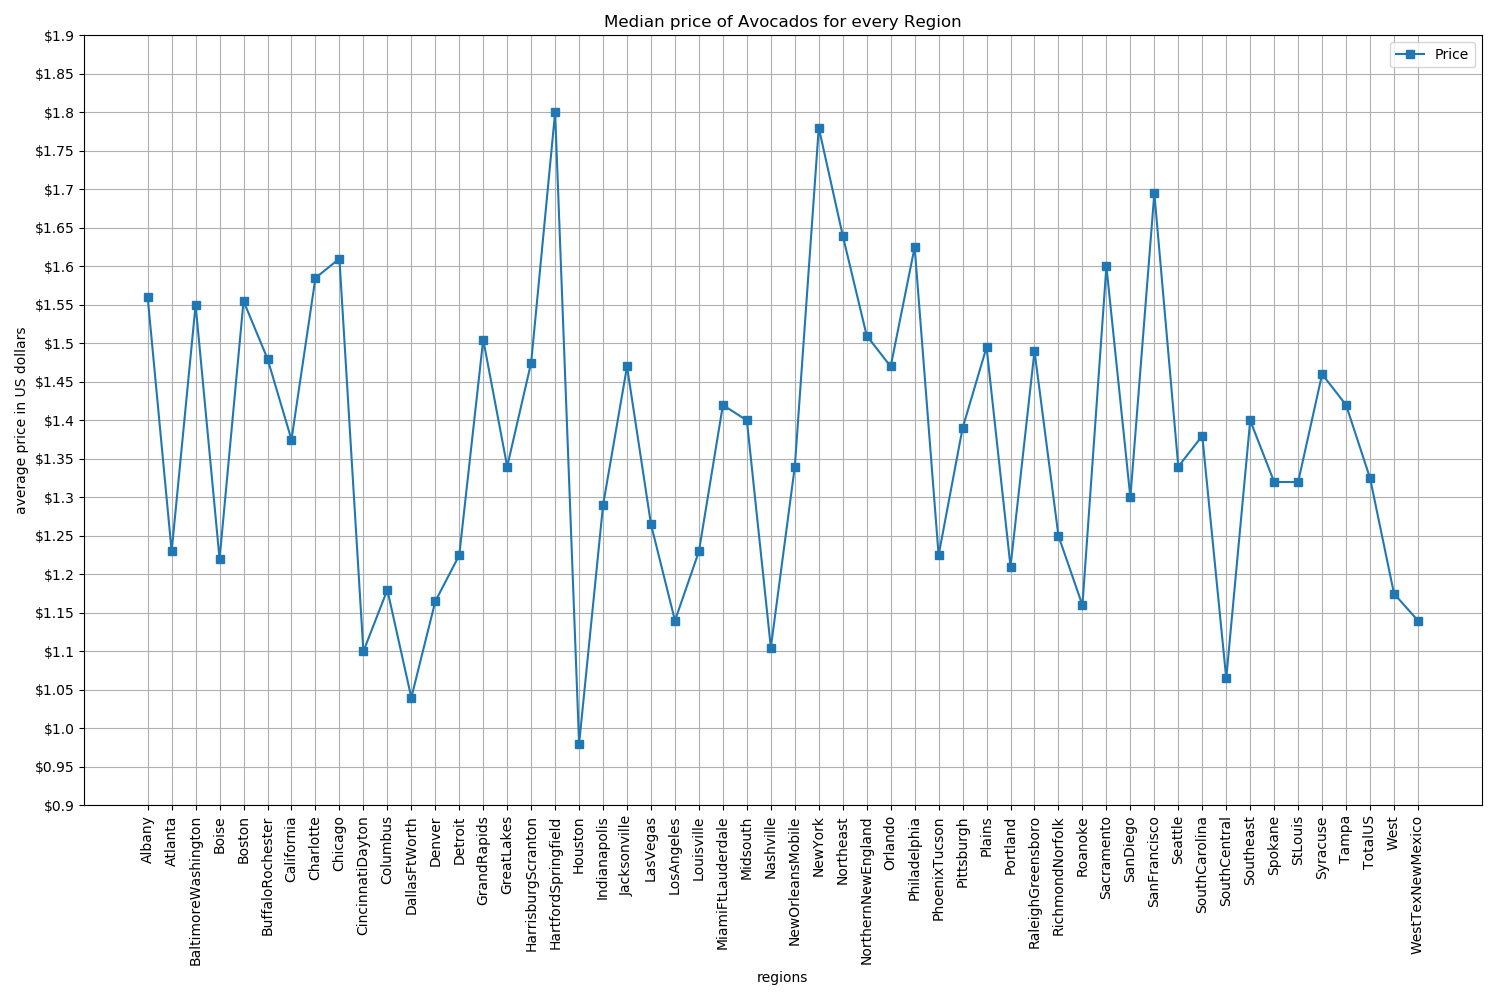 Median price of Avocados for every Region
Price
$1.9
$1.85
$1.8
$1.75
$1.7
$1.65
$1.6
$1.55
$1.5
$1.45
$1.4
$1.35
$1.3
$1.25
$1.2
$1.15
$1.1
$1.05
$1.0
$0.95
$0.9
average price in US dollars
Albany
Atlanta
BaltimoreWashington
Boise
Boston
BuffaloRochester
California
Charlotte
Chicago
CincinnatiDayton
Columbus
DallasFtWorth
Denver
Detroit
GrandRapids
GreatLakes
HarrisburgScranton
HartfordSpringfield
Houston
Indianapolis
Jacksonville
LasVegas
LosAngeles
Louisville
MiamiFtLauderdale
Midsouth
Nashville
NewOrleansMobile
NewYork
Northeast
NorthernNewEngland
Orlando
Philadelphia
PhoenixTucson
Pittsburgh
Plains
Portland
RaleighGreensboro
RichmondNorfolk
Roanoke
Sacramento
SanDiego
SanFrancisco
Seattle
SouthCarolina
SouthCentral
Southeast
Spokane
StLouis
Syracuse
Tampa
TotalUS
West
WestTexNewMexico
regions